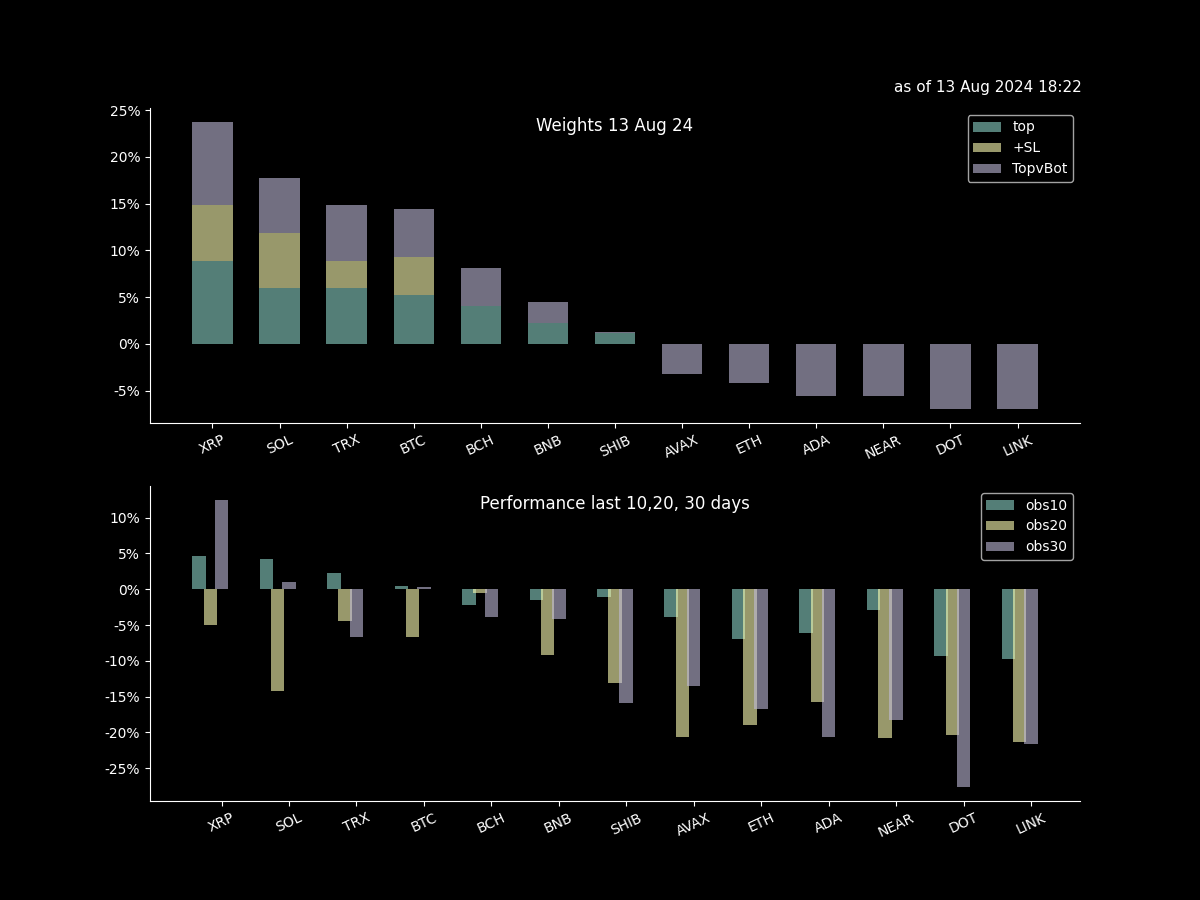 as of 13 Aug 2024 18:22
Weights 13 Aug 24
top
+SL
TopvBot
25%
20%
15%
10%
5%
0%
-5%
XRP SOL TRX BTC BCH BNB SHIB AVAX ETH ADA NEAR DOT LINK
Performance last 10,20, 30 days
obs10
obs20
obs30
10%
5%
0%
-5%
-10%
-15%
-20%
-25%
XRP SOL TRX BTC BCH BNB SHIB AVAX ETH ADA NEAR DOT LINK